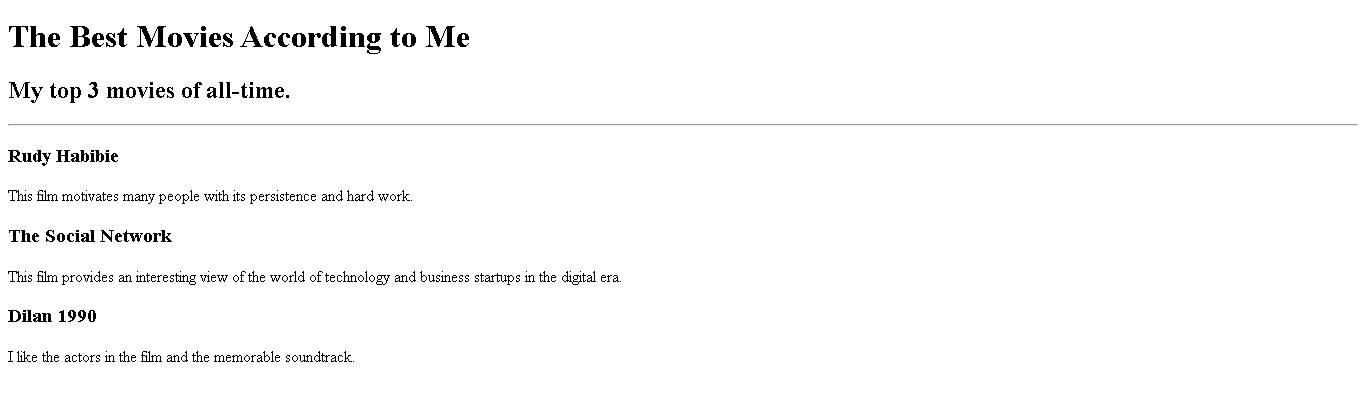 The Best Movies According to Me
My top 3 movies of all-time.
Rudy Habibie
This film motivates many people with its persistence and hard work.
The Social Network
This film provides an interesting view of the world of technology and business startups in the digital era.
Dilan 1990
I like the actors in the film and the memorable soundtrack.